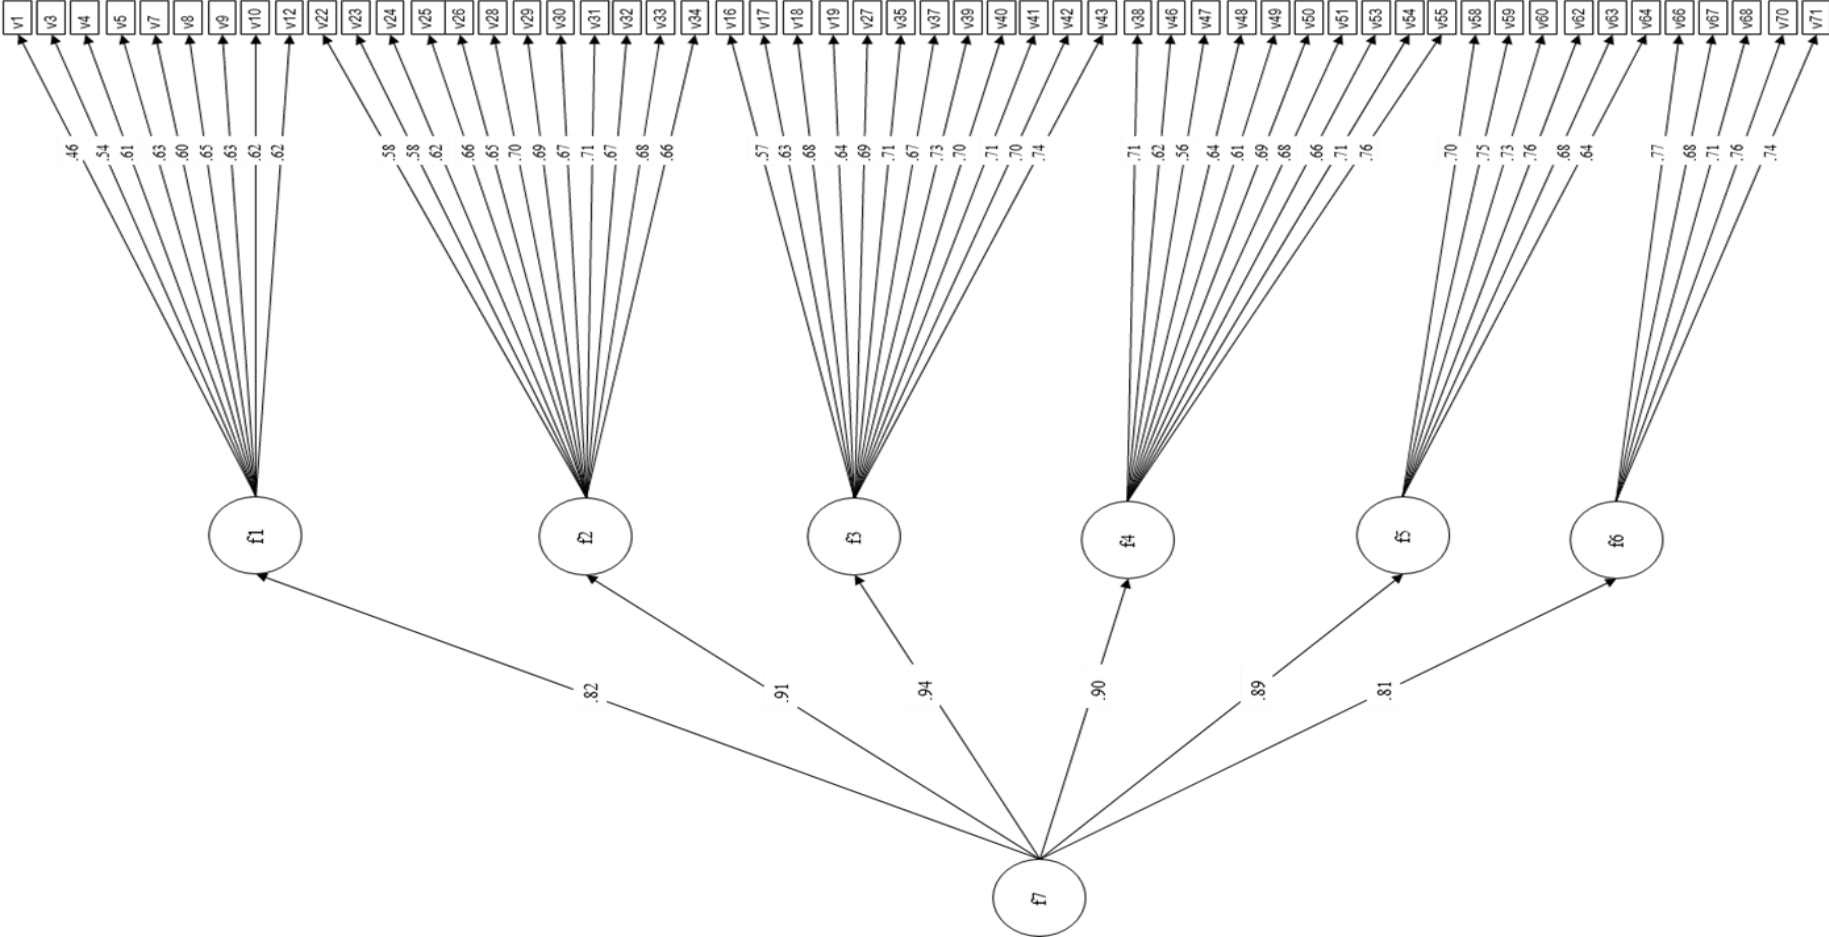 v1 v3 v4 v5 v7 v8 v9 v10 v12 v22 v23 v24 v25 v26 v28 v29 v30 v31 v32 v33 v34 v16 v17 v18 v19 v27 v35 v37 v39 v40 v41 v42 v43 v38 v46 v47 v48 v49 v50 v51 v53 v54 v55 v58 v59 v60 v62 v63 v64 v66 v67 v68 v70 v71
.46 .54 .61 .63 .60 .65 .63 .62 .62 .58 .58 .62 .66 .65 .70 .69 .67 .71 .67 .68 .66 .57 .63 .68 .64 .69 .71 .67 .73 .70 .71 .70 .74 .71 .62 .56 .64 .61 .69 .68 .66 .71 .76 .70 .75 .73 .76 .68 .64 .77 .68 .71 .76 .74
f1 f2 f3 f4 f5 f6
.82 .91 .94 .90 .89 .81
f7